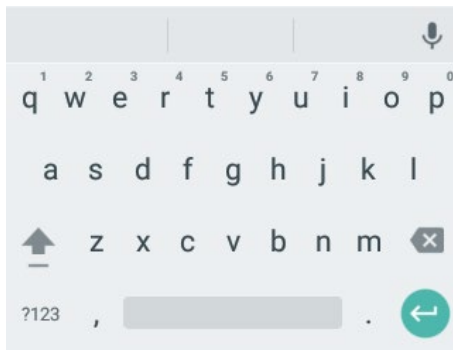 1 2 3 4 5 6 7 8 9 0
q w e r t y u i o p
a s d f g h j k l
z x c v b n m
?123 , .